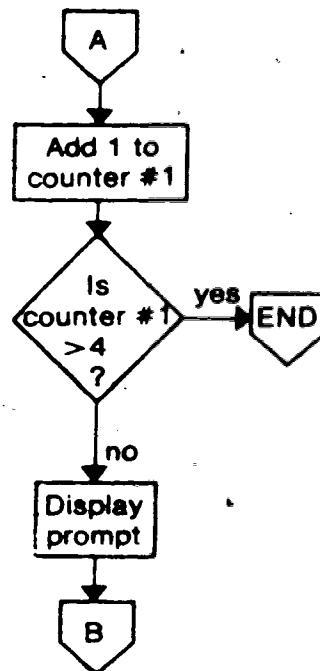 A
Add 1 to
counter #1
Is
counter #1
>4
?
yes
END
no
Display
prompt
B